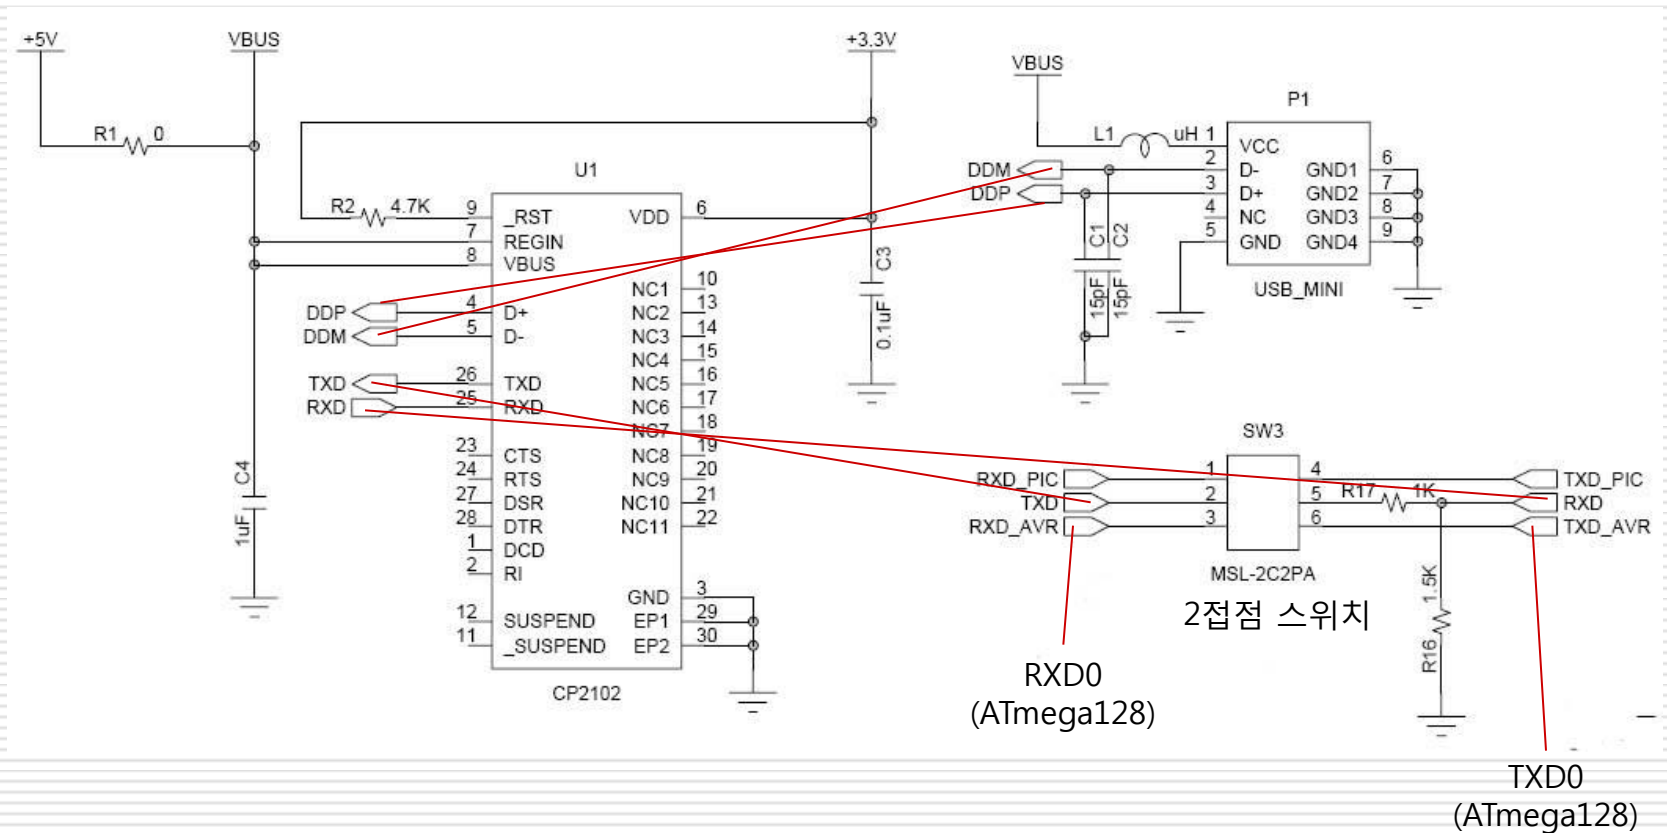 +5V
VBUS
+3.3V
VBUS
P1
R1 0
L1 uH 1
VCC
2
D-
3
D+
4
NC
5
GND
GND1
6
GND2
7
GND3
8
GND4
9
USB_MINI
DDM
DDP
C1
C2
15pF
15pF
U1
R2 4.7K
9
_RST
7
REGIN
8
VBUS
VDD
6
C3
0.1uF
DDP
4
D+
DDM
5
D-
TXD
26
TXD
RXD
25
RXD
23
CTS
24
RTS
27
DSR
28
DTR
1
DCD
2
RI
12
SUSPEND
11
_SUSPEND
NC1
10
NC2
13
NC3
14
NC4
15
NC5
16
NC6
17
NC7
18
NC8
19
NC9
20
NC10
21
NC11
22
GND
3
EP1
29
EP2
30
CP2102
C4
1uF
SW3
RXD_PIC
1
TXD
2
RXD_AVR
3
4
TXD_PIC
5
R17 1K
RXD
6
TXD_AVR
MSL-2C2PA
2접점 스위치
R16 1.5K
RXD0
(ATmega128)
TXD0
(ATmega128)